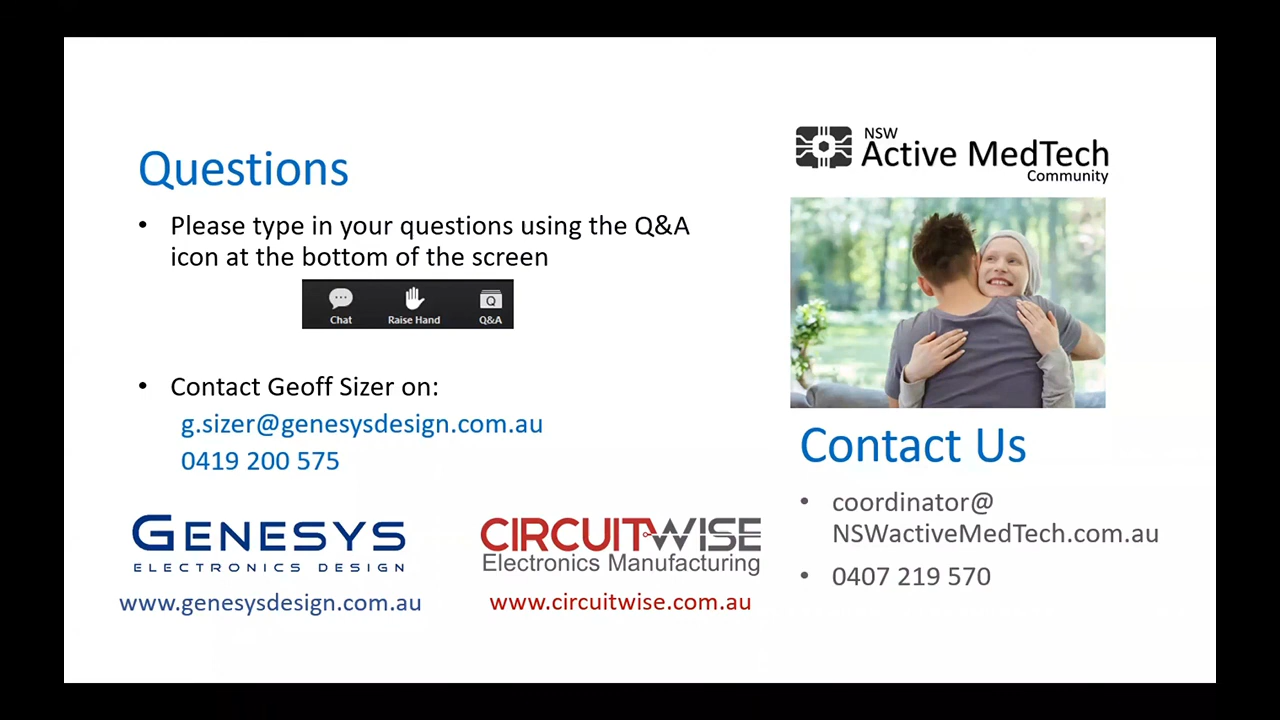 Questions
• Please type in your questions using the Q&A
icon at the bottom of the screen
Chat Raise Hand Q&A
• Contact Geoff Sizer on:
g.sizer@genesysdesign.com.au
0419 200 575
GENESYS
ELECTRONICS DESIGN
www.genesysdesign.com.au
CIRCUITWISE
Electronics Manufacturing
www.circuitwise.com.au
NSW
Active MedTech
Community
Contact Us
• coordinator@
NSWactiveMedTech.com.au
• 0407 219 570